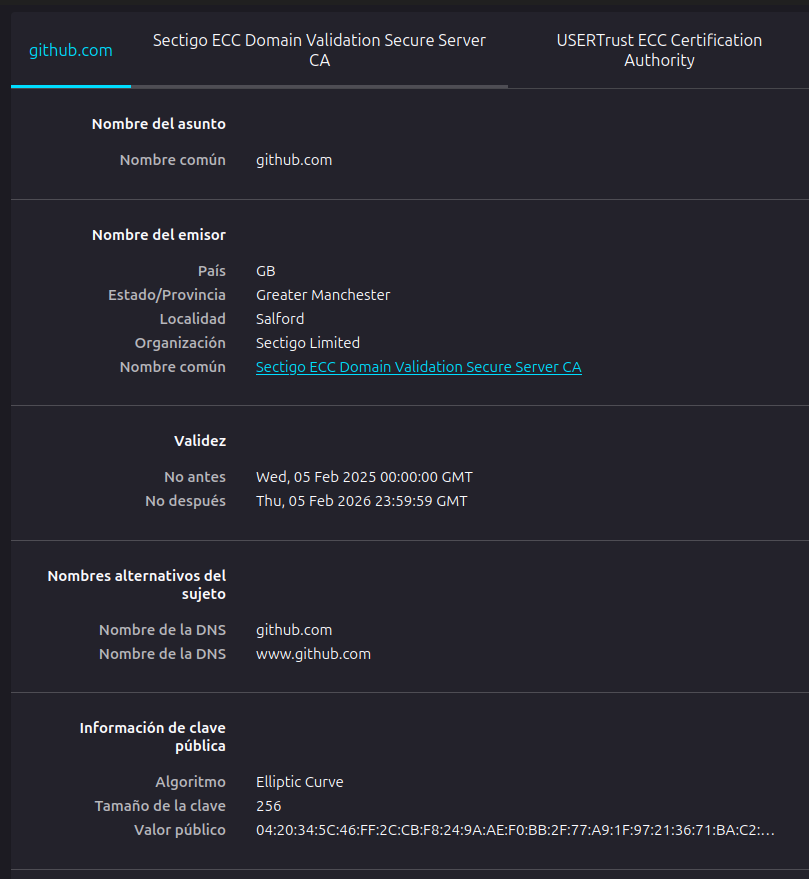 github.com
Sectigo ECC Domain Validation Secure Server
CA
USERTrust ECC Certification
Authority
Nombre del asunto
Nombre común github.com
Nombre del emisor
País GB
Estado/Provincia Greater Manchester
Localidad Salford
Organización Sectigo Limited
Nombre común Sectigo ECC Domain Validation Secure Server CA
Validez
No antes Wed, 05 Feb 2025 00:00:00 GMT
No después Thu, 05 Feb 2026 23:59:59 GMT
Nombres alternativos del
sujeto
Nombre de la DNS github.com
Nombre de la DNS www.github.com
Información de clave
pública
Algoritmo Elliptic Curve
Tamaño de la clave 256
Valor público 04:20:34:5C:46:FF:2C:CB:F8:24:9A:AE:F0:BB:2F:77:A9:1F:97:21:36:71:BA:C2:…